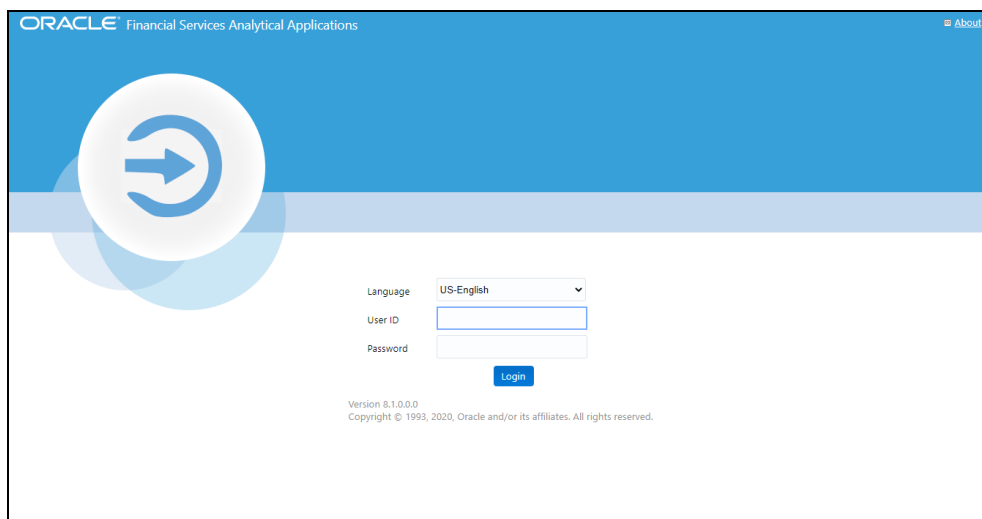 ORACLE® Financial Services Analytical Applications
About
Language US-English
User ID
Password
Login
Version 8.1.0.0.0
Copyright © 1993, 2020, Oracle and/or its affiliates. All rights reserved.